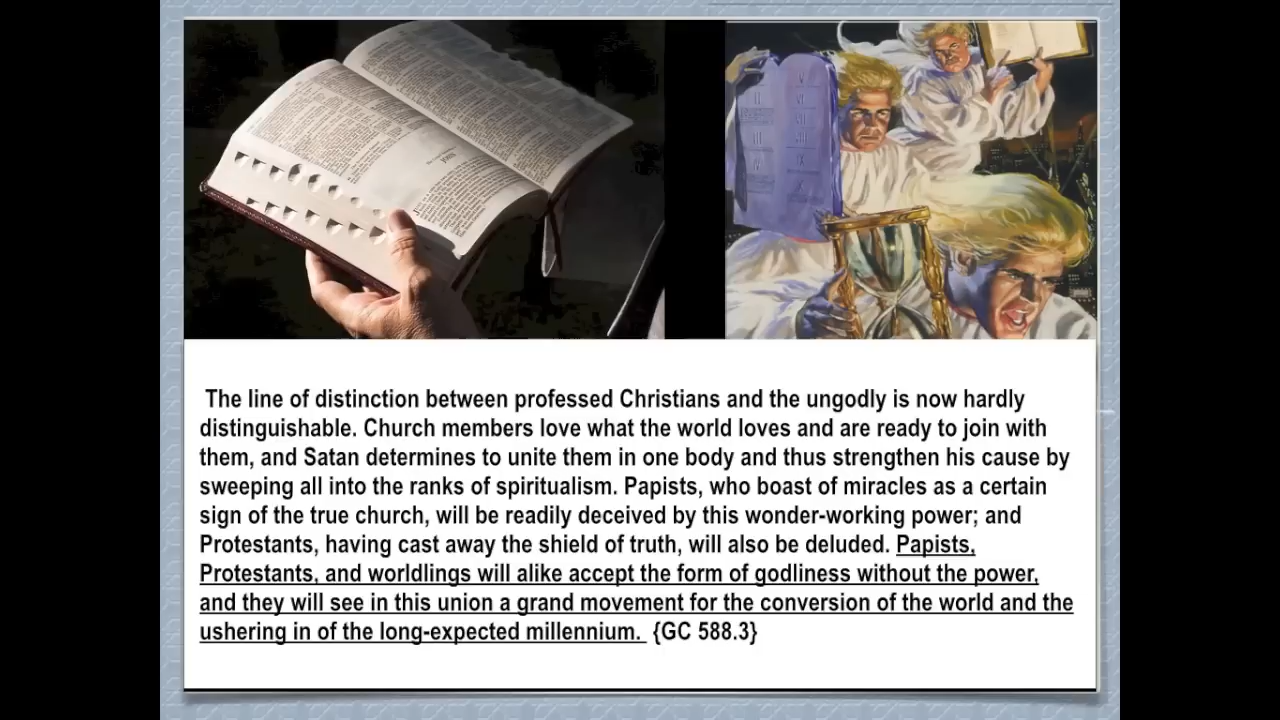 The line of distinction between professed Christians and the ungodly is now hardly
distinguishable. Church members love what the world loves and are ready to join with
them, and Satan determines to unite them in one body and thus strengthen his cause by
sweeping all into the ranks of spiritualism. Papists, who boast of miracles as a certain
sign of the true church, will be readily deceived by this wonder-working power; and
Protestants, having cast away the shield of truth, will also be deluded. Papists,
Protestants, and worldlings will alike accept the form of godliness without the power,
and they will see in this union a grand movement for the conversion of the world and the
ushering in of the long-expected millennium. {GC 588.3}